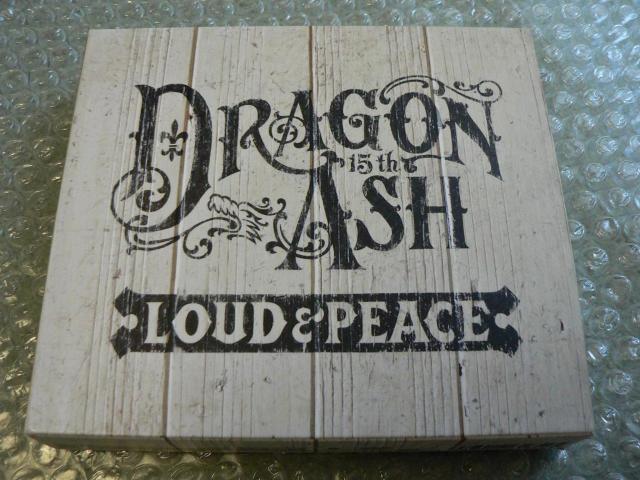 DRAGON
15th
ASH
LOUD & PEACE